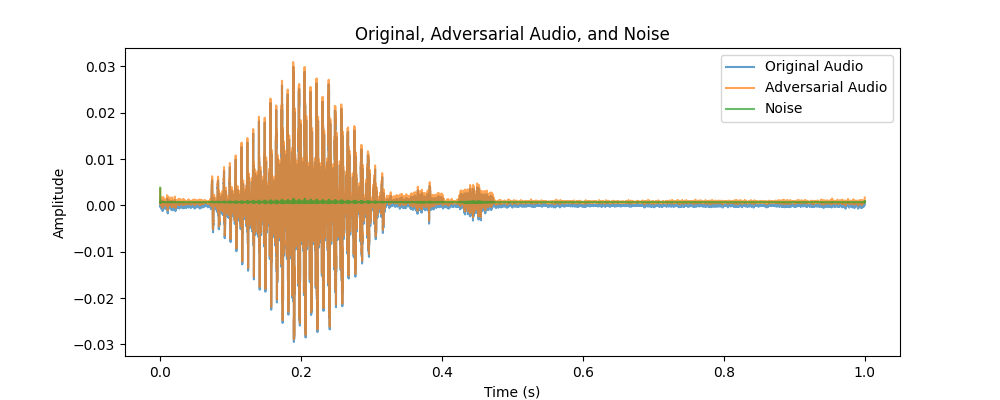 Original, Adversarial Audio, and Noise
Original Audio
Adversarial Audio
Noise
Amplitude
0.03
0.02
0.01
0.00
−0.01
−0.02
−0.03
0.0 0.2 0.4 0.6 0.8 1.0
Time (s)